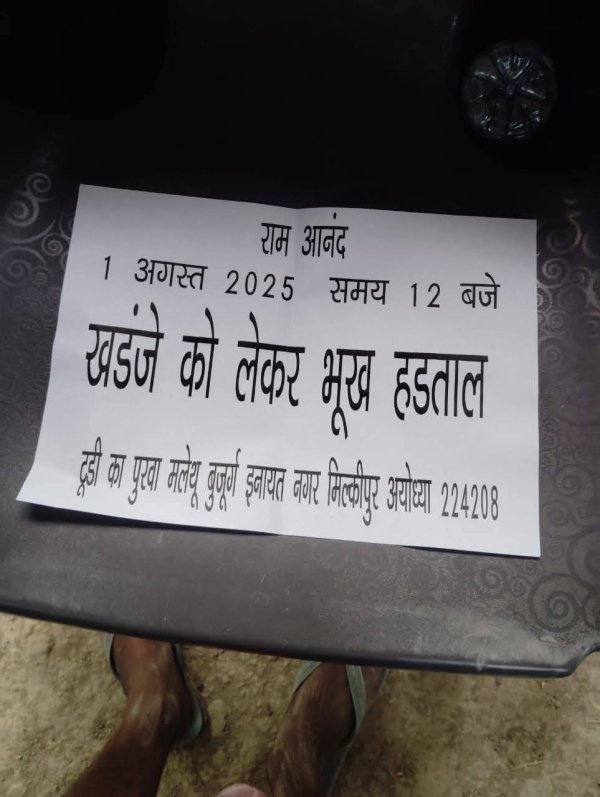 राम आनंद
1 अगस्त 2025 समय 12 बजे
खडंजे को लेकर भूख हडताल
टूडी का पुरवा मलेथू बुजूर्ग इनायत नगर मिल्कीपुर अयोध्या 224208